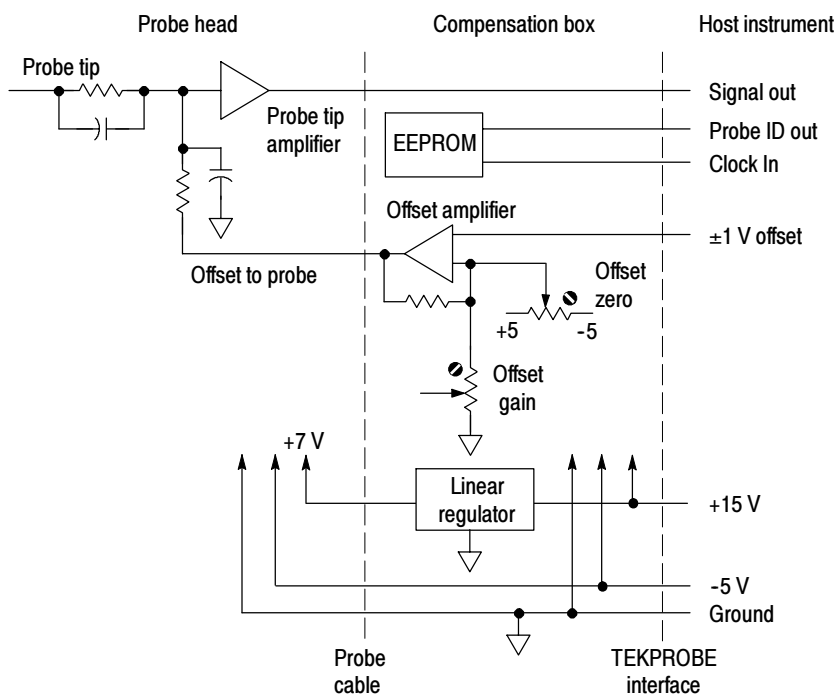 Probe head
Compensation box
Host instrument
Probe tip
Signal out
Probe tip
amplifier
EEPROM
Probe ID out
Clock In
Offset amplifier
±1 V offset
Offset to probe
Offset
zero
+5
-5
Offset
gain
+7 V
Linear
regulator
+15 V
-5 V
Ground
Probe
cable
TEKPROBE
interface